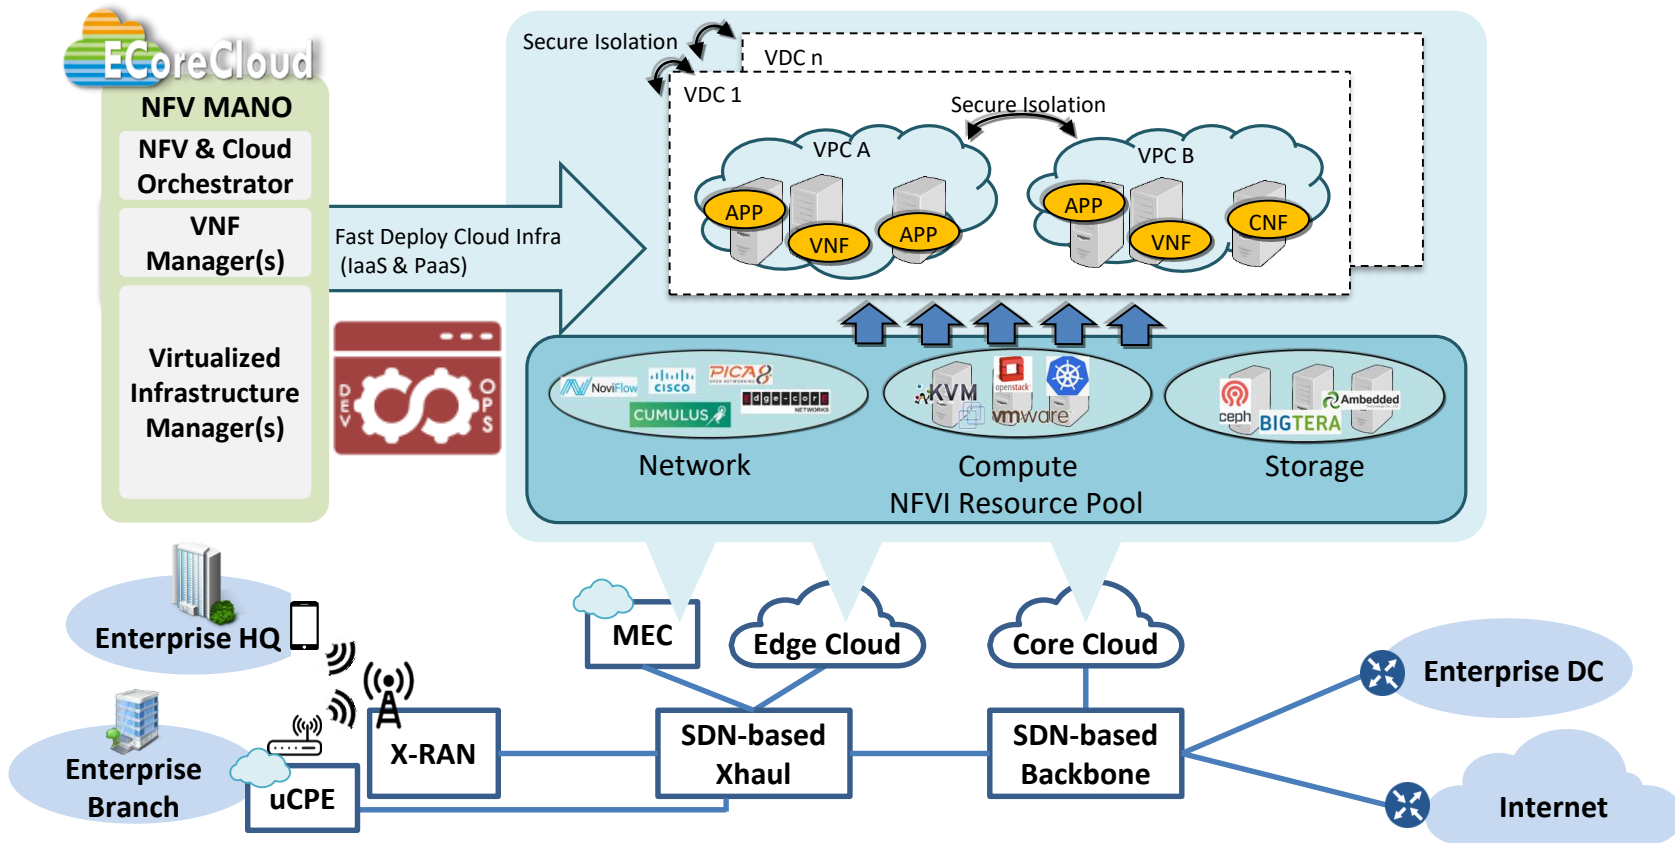 ECoreCloud
NFV MANO
NFV & Cloud
Orchestrator
VNF
Manager(s)
Virtualized
Infrastructure
Manager(s)
Fast Deploy Cloud Infra
(IaaS & PaaS)
DEV
OPS
Secure Isolation
VDC n
VDC 1
Secure Isolation
VPC A
APP
VNF
APP
VPC B
APP
VNF
CNF
NoviFlow
CISCO
PICA8
OPEN NETWORKING
CUMULUS
Edge-corE
NETWORKS
Network
KVM
openstack
vmware
Compute
ceph
BIGTERA
Ambedded
Storage
NFVI Resource Pool
Enterprise HQ
Enterprise
Branch
uCPE
X-RAN
MEC
Edge Cloud
SDN-based
Xhaul
Core Cloud
SDN-based
Backbone
Enterprise DC
Internet